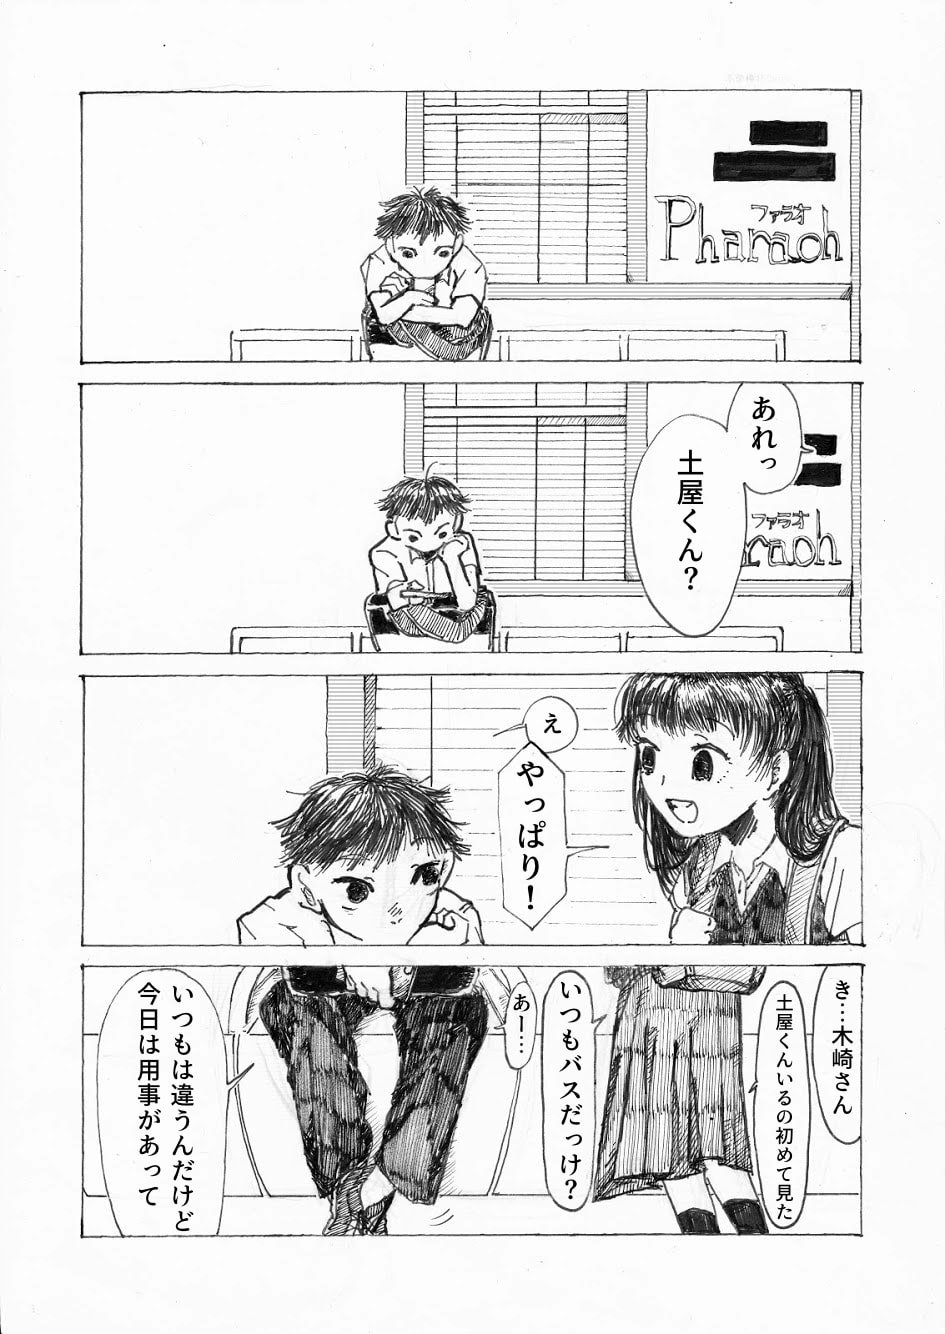 ファラオ
Pharaoh
あれっ
土屋くん？
ファラオ
raoh
え
やっぱり！
き…木崎さん
土屋くんいるの初めて見た
いつもバスだっけ？
あー…
いつもは違うんだけど
今日は用事があって